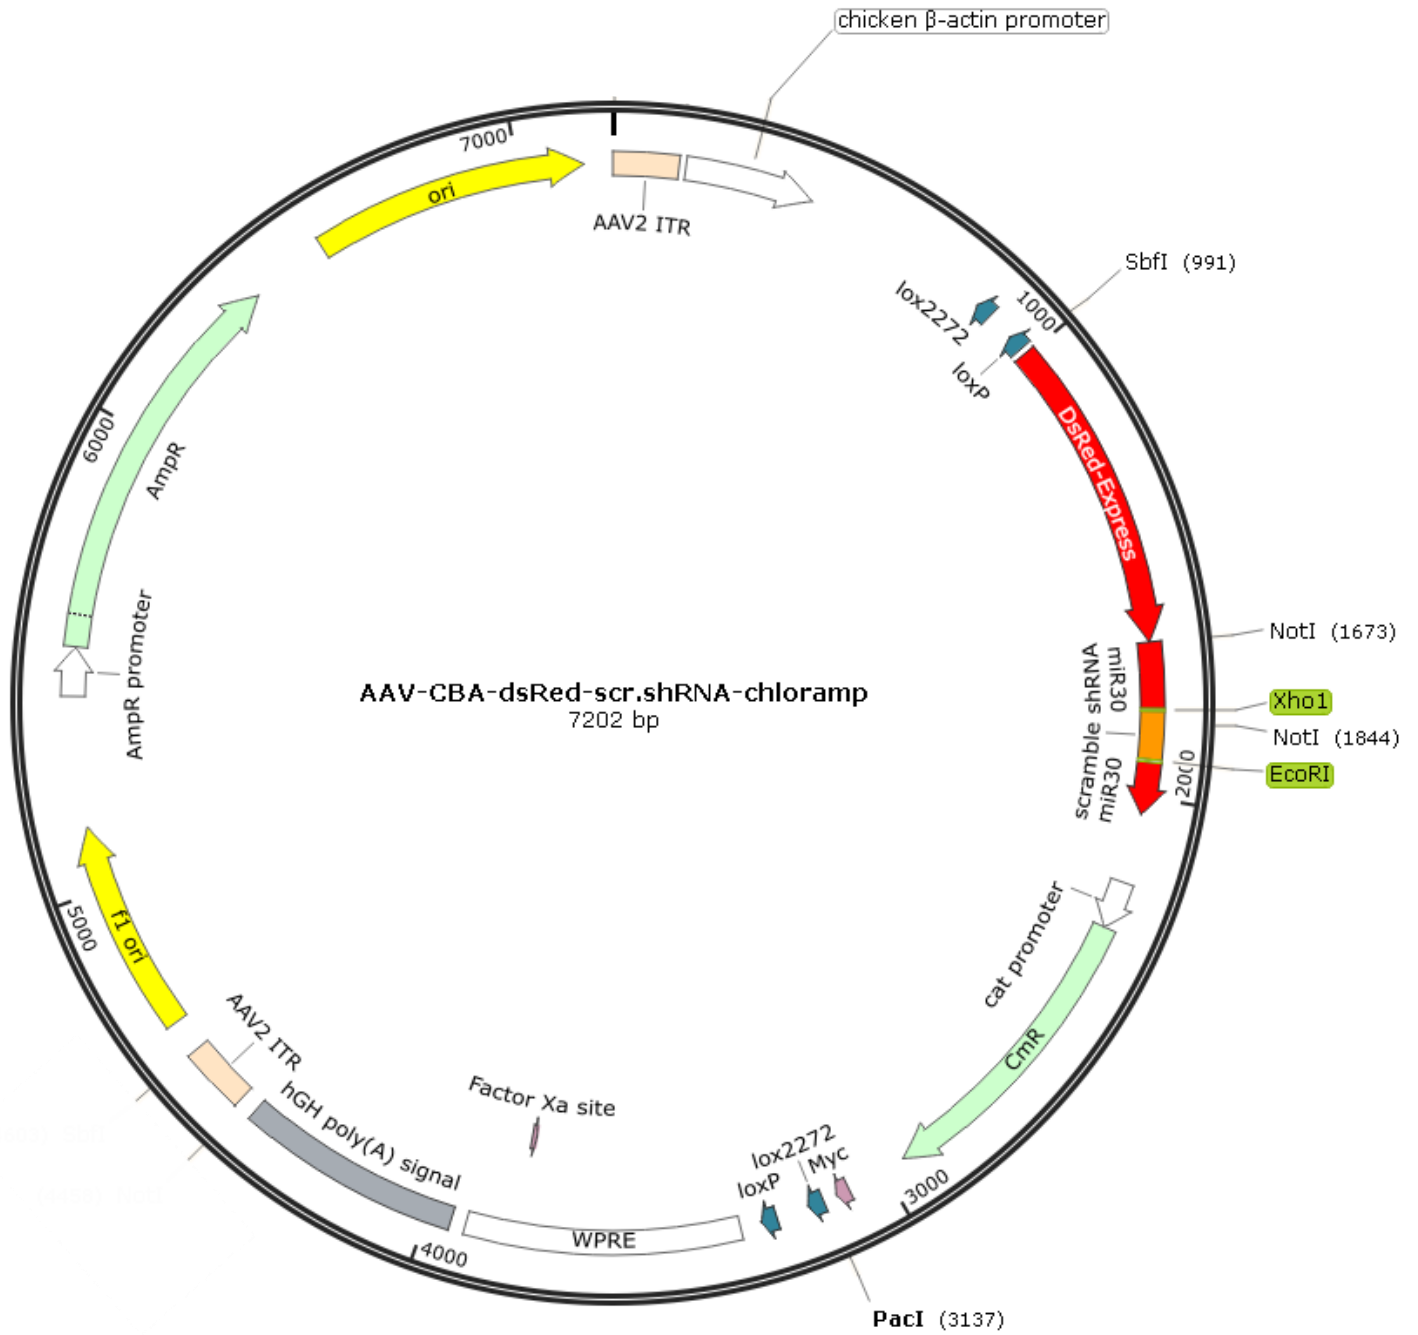 chicken β-actin promoter
7000
ori
AAV2 ITR
SbfI (991)
1000
lox2272
loxP
DsRed-Express
6000
AmpR
NotI (1673)
miR30
scramble shRNA
miR30
Xho1
NotI (1844)
EcoRI
2000
AmpR promoter
AAV-CBA-dsRed-scr.shRNA-chloramp
7202 bp
cat promoter
CmR
5000
f1 ori
AAV2 ITR
hGH poly(A) signal
Factor Xa site
lox2272
Myc
loxP
3000
WPRE
4000
PacI (3137)